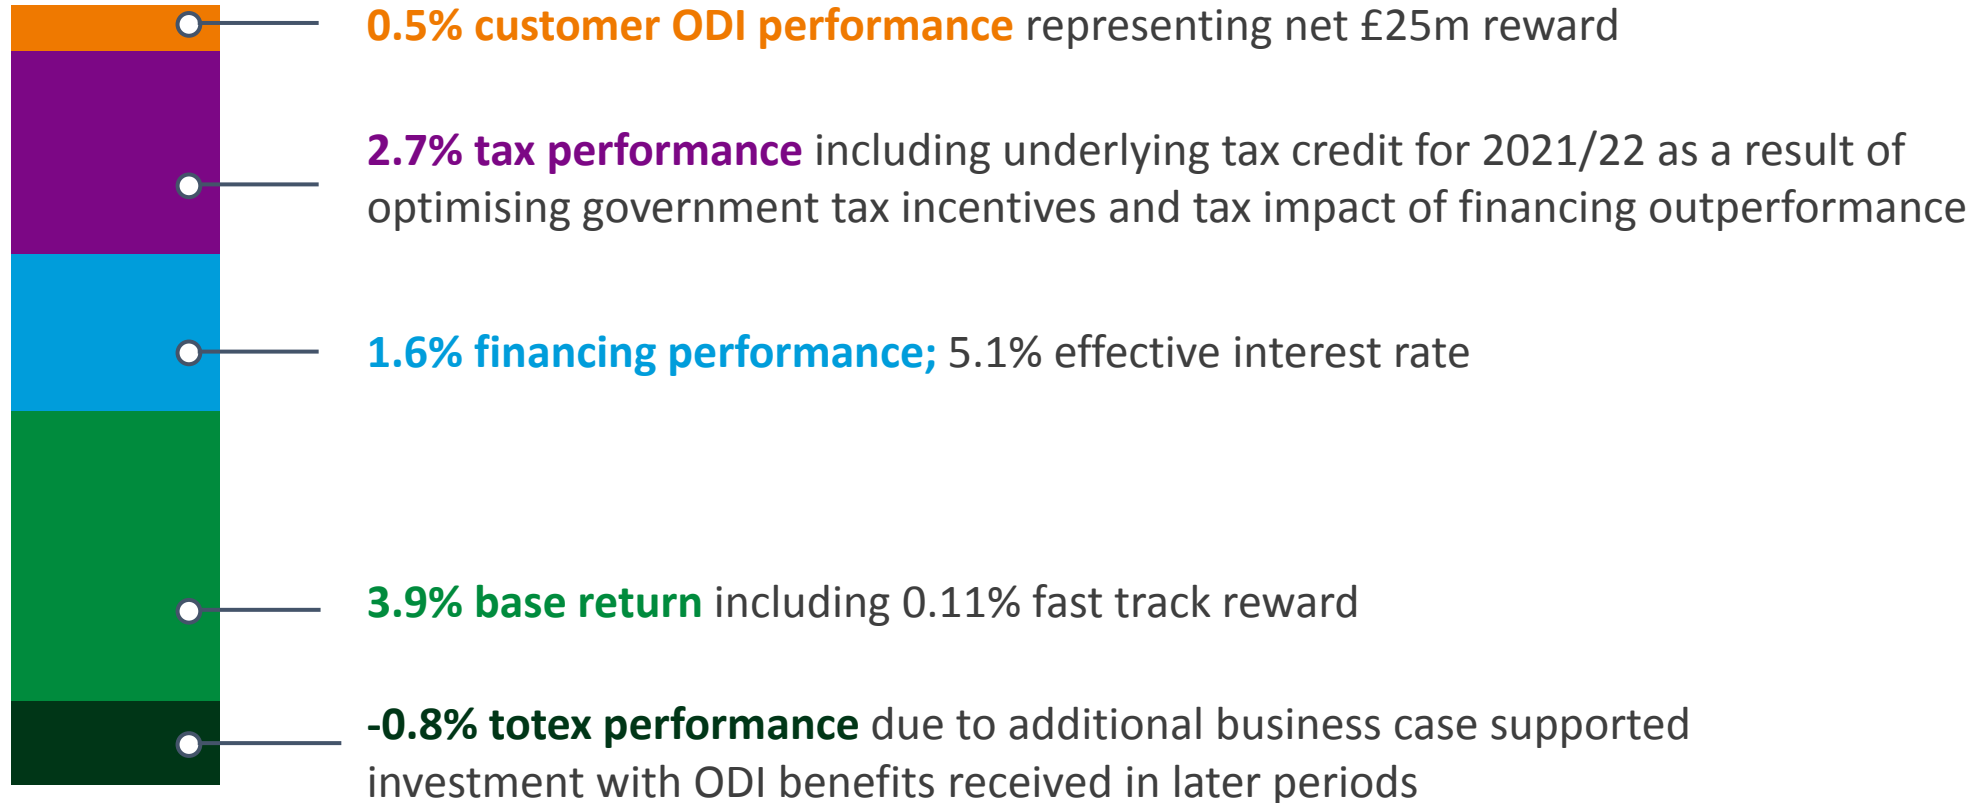 0.5% customer ODI performance representing net £25m reward
2.7% tax performance including underlying tax credit for 2021/22 as a result of
optimising government tax incentives and tax impact of financing outperformance
1.6% financing performance; 5.1% effective interest rate
3.9% base return including 0.11% fast track reward
-0.8% totex performance due to additional business case supported
investment with ODI benefits received in later periods